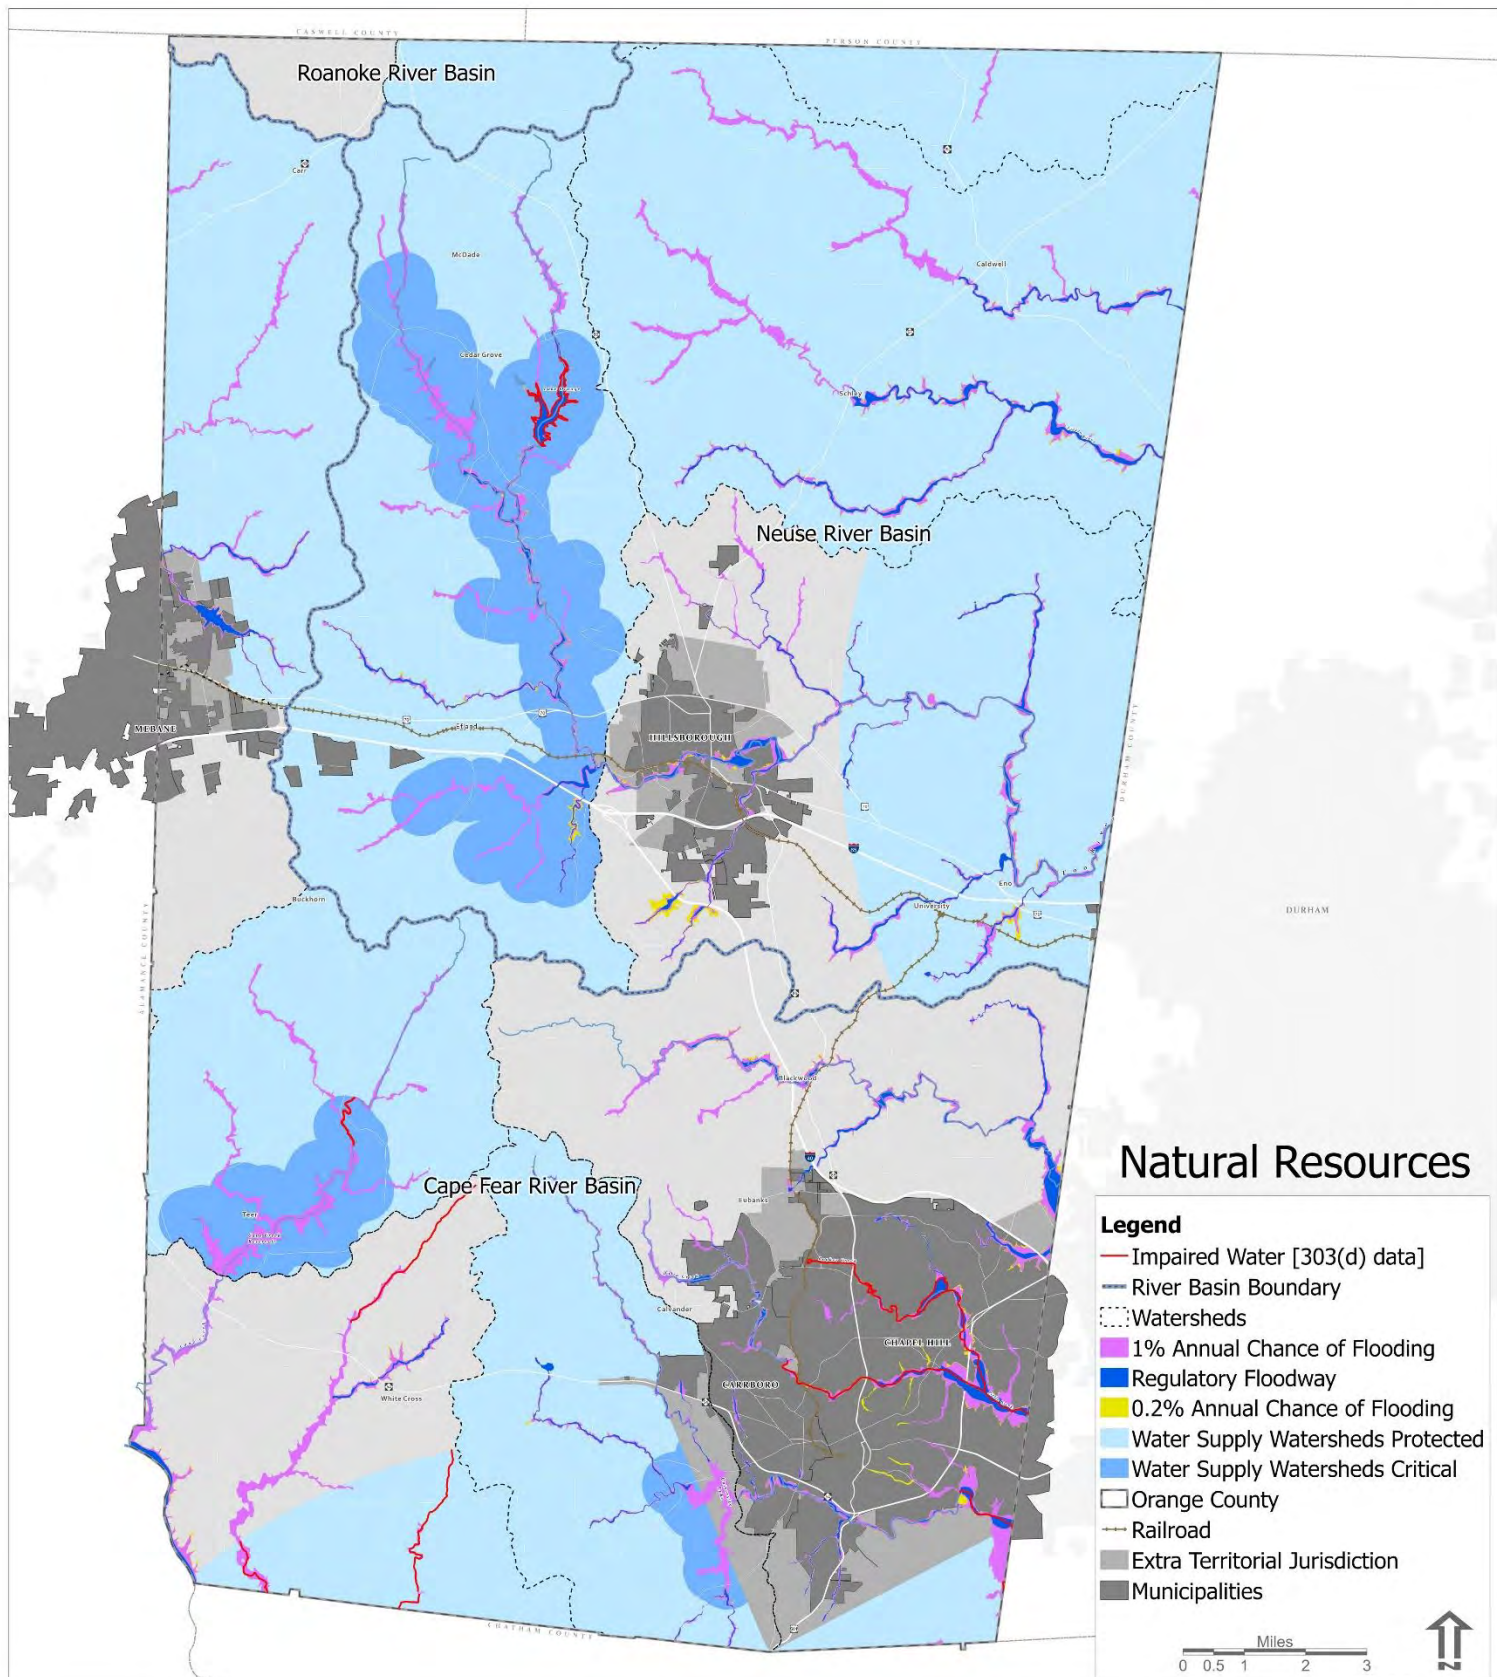 CASWELL COUNTY
PERSON COUNTY
Roanoke River Basin
Carr
McDade
Caldwell
Cedar Grove
Schley
Neuse River Basin
MEBANE
Efland
HILLSBOROUGH
DURHAM COUNTY
Eno
University
Buckhorn
DURHAM
ALAMANCE COUNTY
Blackwood
Natural Resources
Cape Fear River Basin
Eubanks
Teer
Calvander
CHAPEL HILL
CARRBORO
White Cross
CHATHAM COUNTY
Legend
Impaired Water [303(d) data]
River Basin Boundary
Watersheds
1% Annual Chance of Flooding
Regulatory Floodway
0.2% Annual Chance of Flooding
Water Supply Watersheds Protected
Water Supply Watersheds Critical
Orange County
Railroad
Extra Territorial Jurisdiction
Municipalities
Miles
0 0.5 1 2 3
N